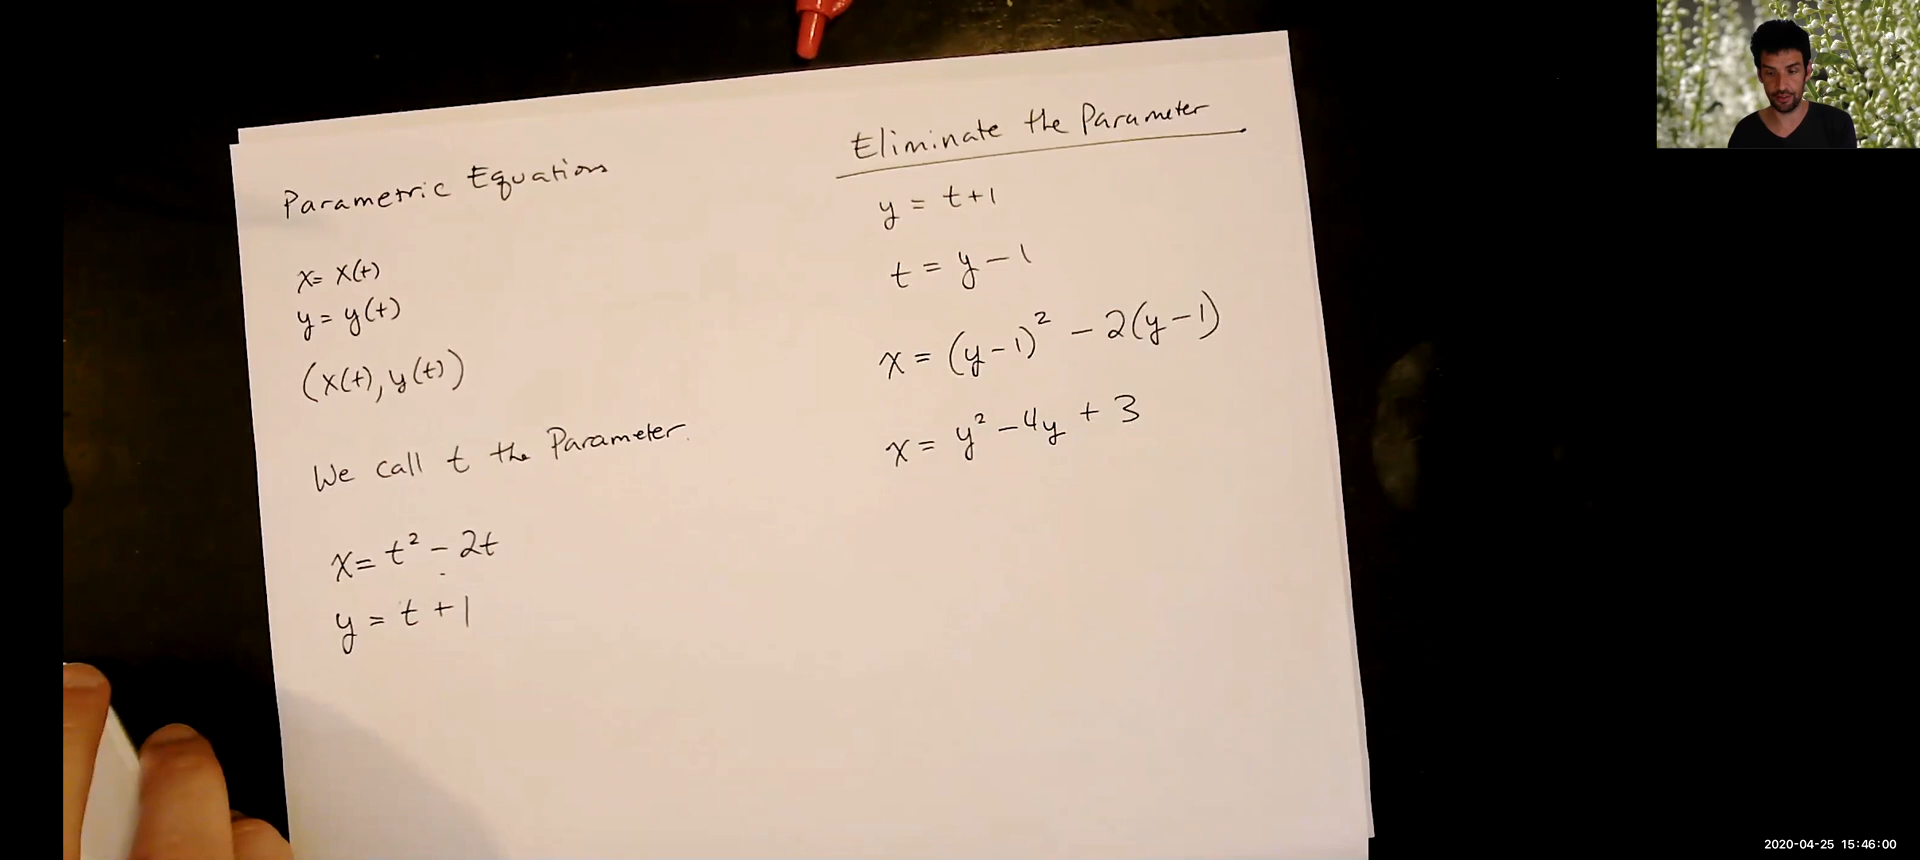 Parametric Equations
x = x(t)
y = y(t)
(x(t), y(t))
We call t the Parameter.
x = t² - 2t
y = t + 1
Eliminate the Parameter
y = t + 1
t = y - 1
x = (y - 1)² - 2(y - 1)
x = y² - 4y + 3
2020-04-25 15:46:00